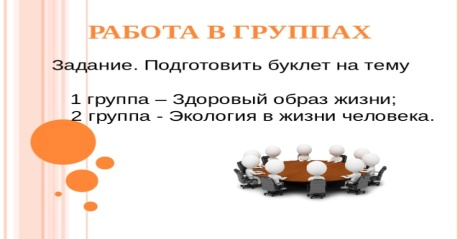 РАБОТА В ГРУППАХ
Задание. Подготовить буклет на тему
1 группа – Здоровый образ жизни;
2 группа - Экология в жизни человека.